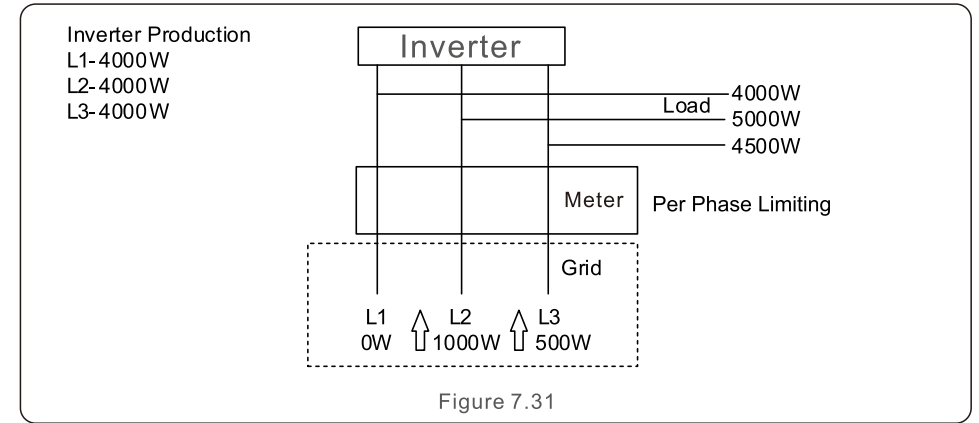 Inverter Production
L1-4000W
L2-4000W
L3-4000W
Inverter
Load
4000W
5000W
4500W
Meter
Per Phase Limiting
Grid
L1 L2 L3
0W 1000W 500W
Figure 7.31